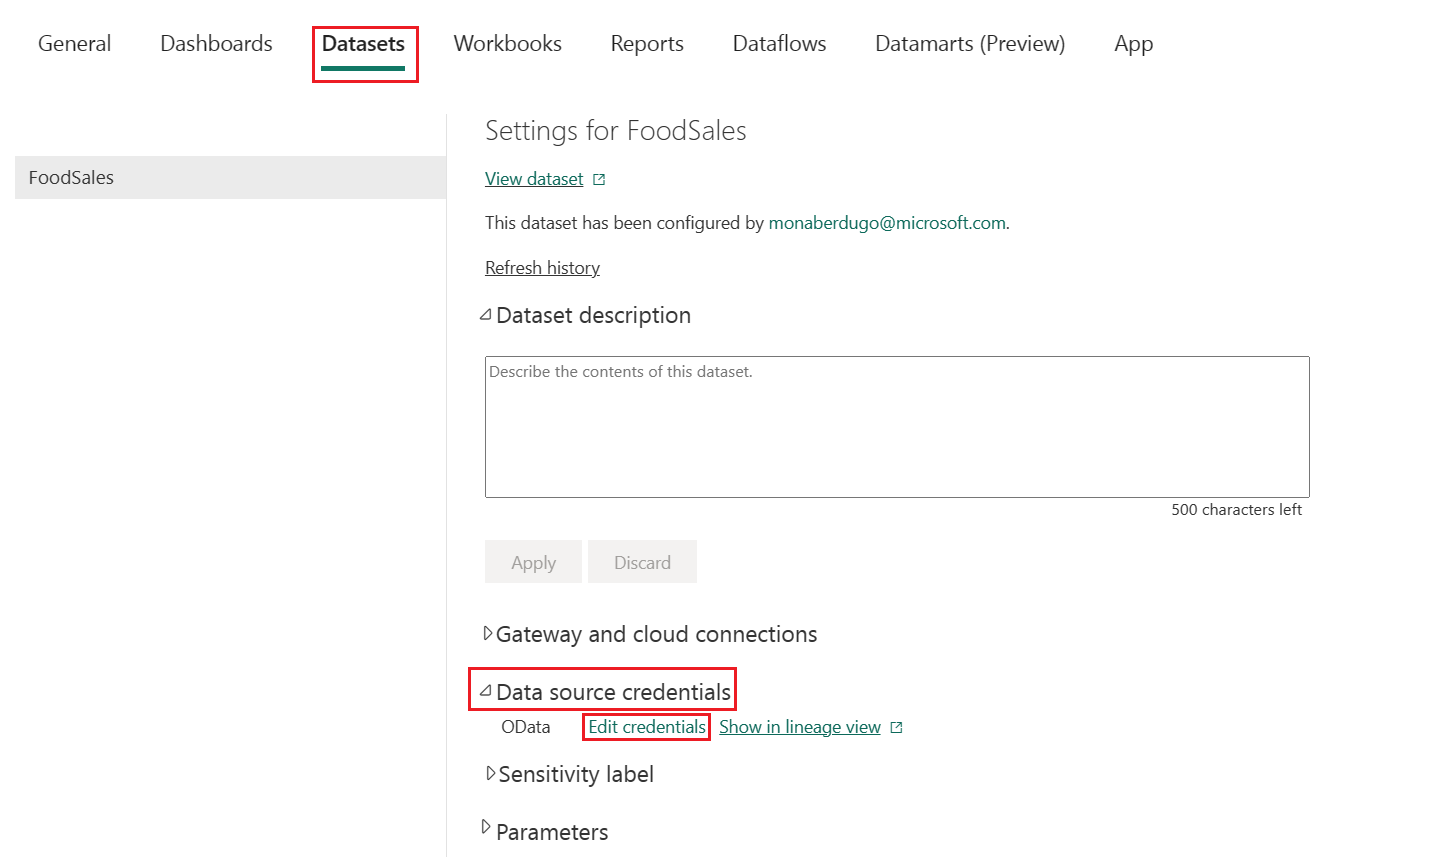 General Dashboards Datasets Workbooks Reports Dataflows Datamarts (Preview) App
FoodSales
Settings for FoodSales
View dataset
This dataset has been configured by monaberdugo@microsoft.com.
Refresh history
Dataset description
Describe the contents of this dataset.
500 characters left
Apply Discard
Gateway and cloud connections
Data source credentials
OData Edit credentials Show in lineage view
Sensitivity label
Parameters